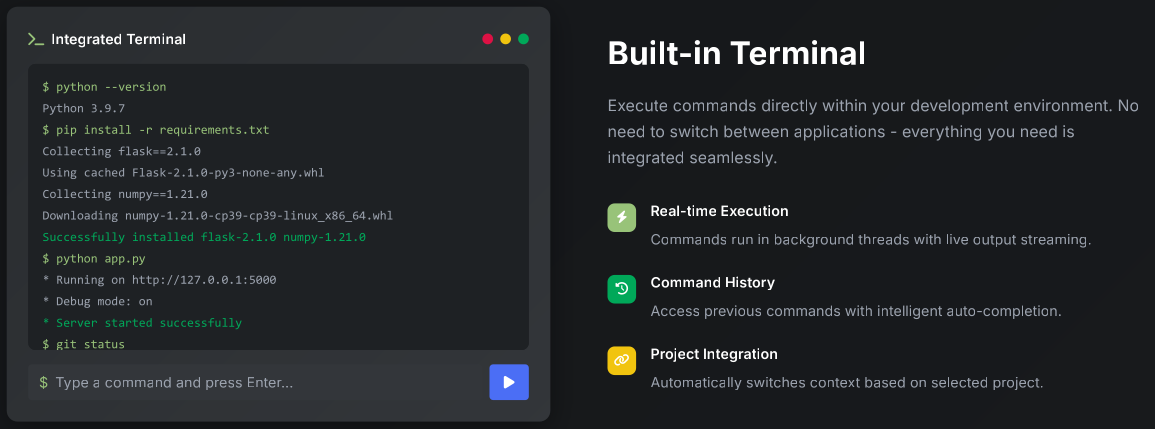 Integrated Terminal
$ python --version
Python 3.9.7
$ pip install -r requirements.txt
Collecting flask==2.1.0
Using cached Flask-2.1.0-py3-none-any.whl
Collecting numpy==1.21.0
Downloading numpy-1.21.0-cp39-cp39-linux_x86_64.whl
Successfully installed flask-2.1.0 numpy-1.21.0
$ python app.py
* Running on http://127.0.0.1:5000
* Debug mode: on
* Server started successfully
$ git status
$ Type a command and press Enter...
Built-in Terminal
Execute commands directly within your development environment. No
need to switch between applications - everything you need is
integrated seamlessly.
Real-time Execution
Commands run in background threads with live output streaming.
Command History
Access previous commands with intelligent auto-completion.
Project Integration
Automatically switches context based on selected project.